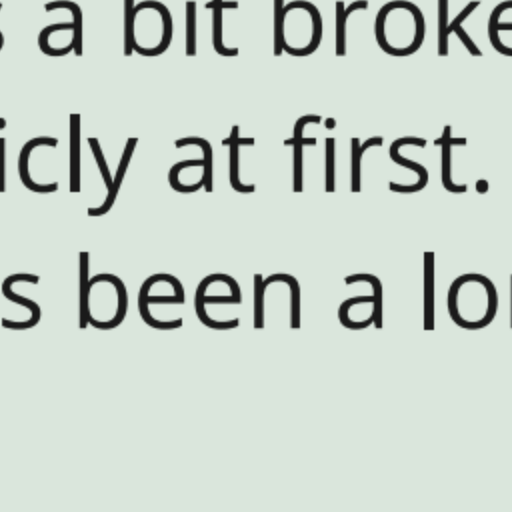 s a bit broke
icly at first.
s been a lo